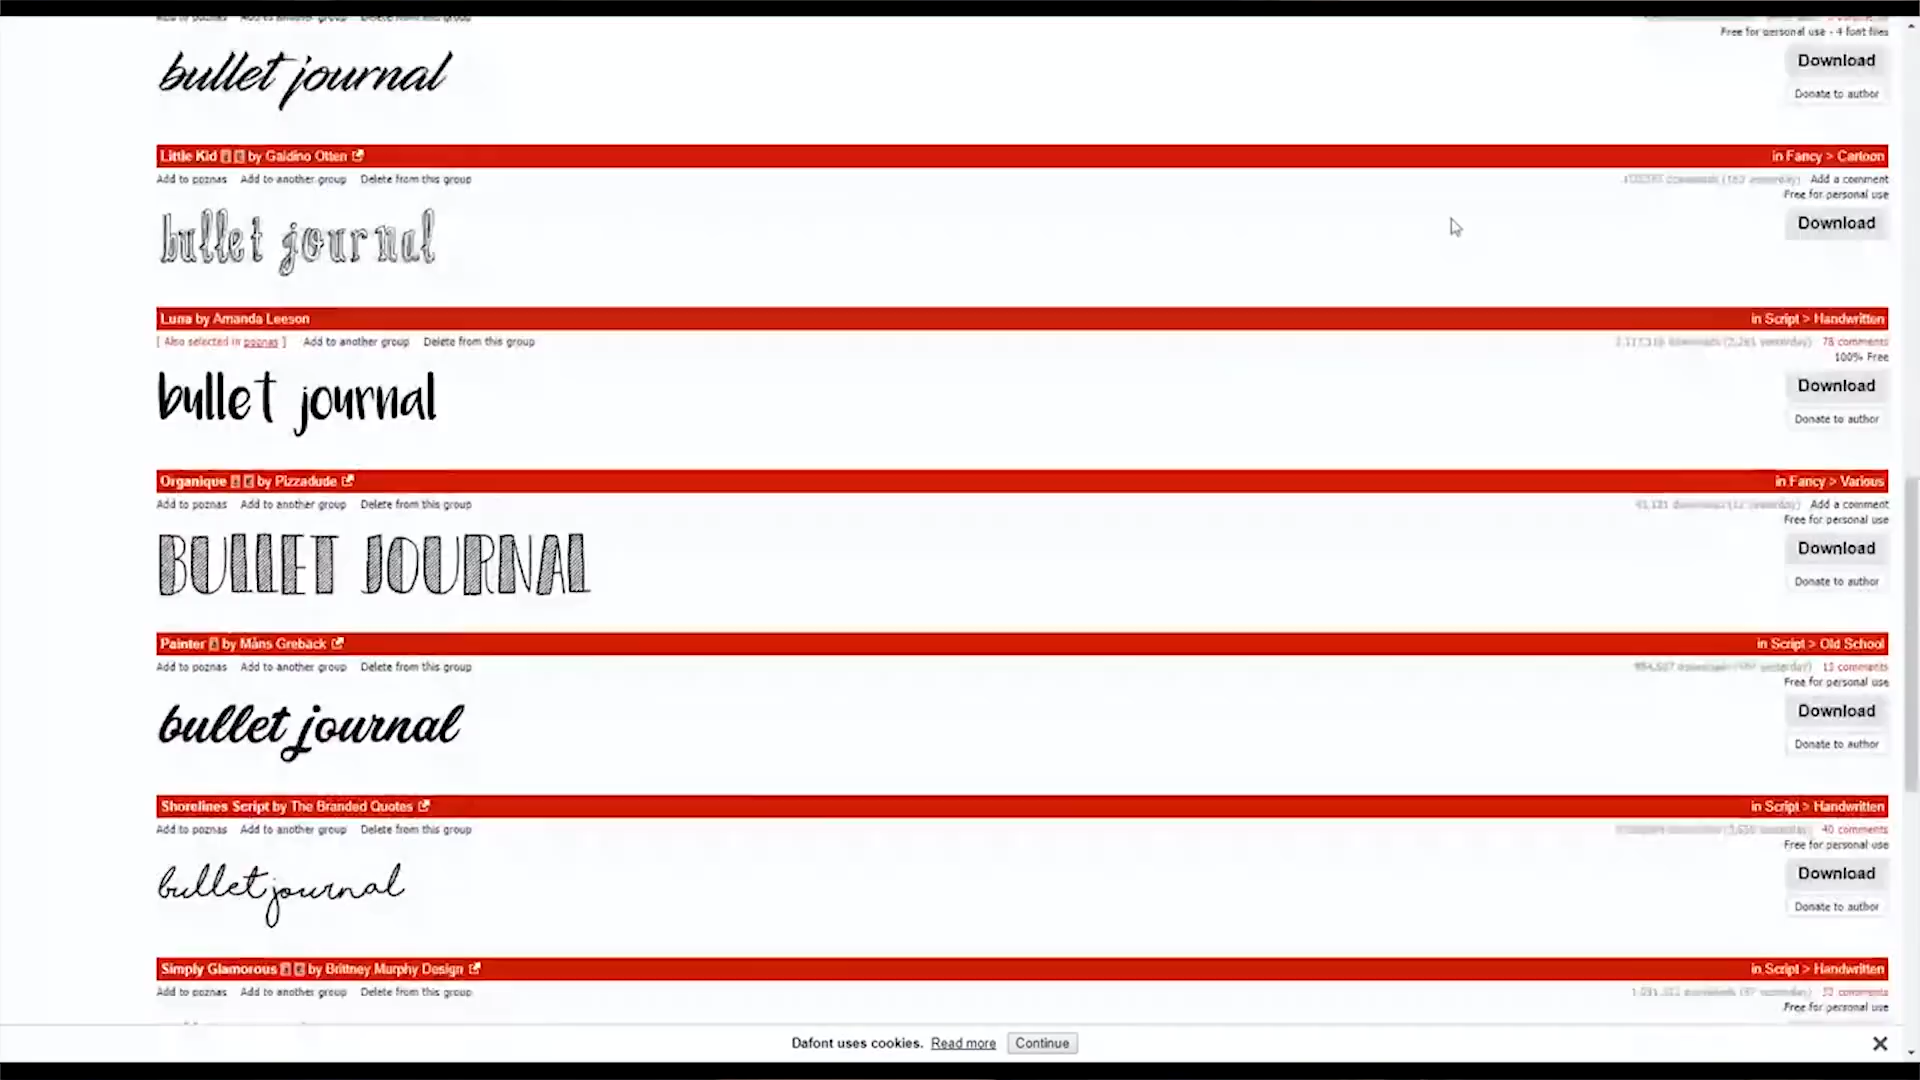 Free for personal use - 4 font files
bullet journal
Download
Donate to author
Little Kid by Galdino Otten in Fancy > Cartoon
Add to poznas Add to another group Delete from this group Add a comment
Free for personal use
bullet journal
Download
Luna by Amanda Leeson in Script > Handwritten
[ Also selected in poznas ] Add to another group Delete from this group 78 comments
100% Free
bullet journal
Download
Donate to author
Organique by Pizzadude in Fancy > Various
Add to poznas Add to another group Delete from this group Add a comment
Free for personal use
BULLET JOURNAL
Download
Donate to author
Painter by Måns Grebäck in Script > Old School
Add to poznas Add to another group Delete from this group 13 comments
Free for personal use
bullet journal
Download
Donate to author
Shorelines Script by The Branded Quotes in Script > Handwritten
Add to poznas Add to another group Delete from this group 40 comments
Free for personal use
bullet journal
Download
Donate to author
Simply Glamorous by Brittney Murphy Design in Script > Handwritten
Add to poznas Add to another group Delete from this group comments
Free for personal use
Dafont uses cookies. Read more Continue